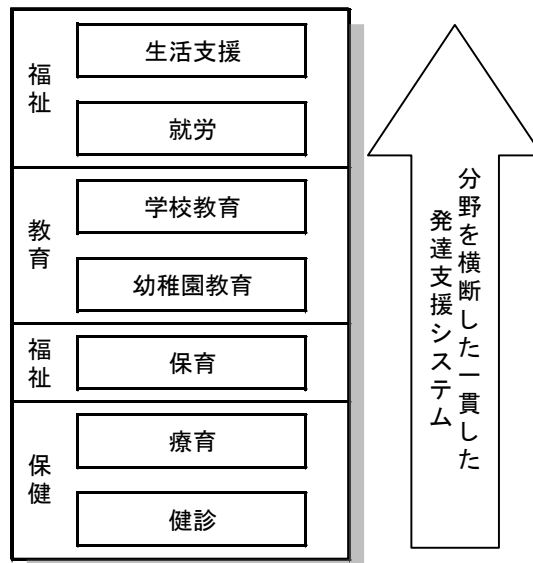 福祉
生活支援
就労
教育
学校教育
幼稚園教育
福祉
保育
保健
療育
健診
分野を横断した一貫した
発達支援システム